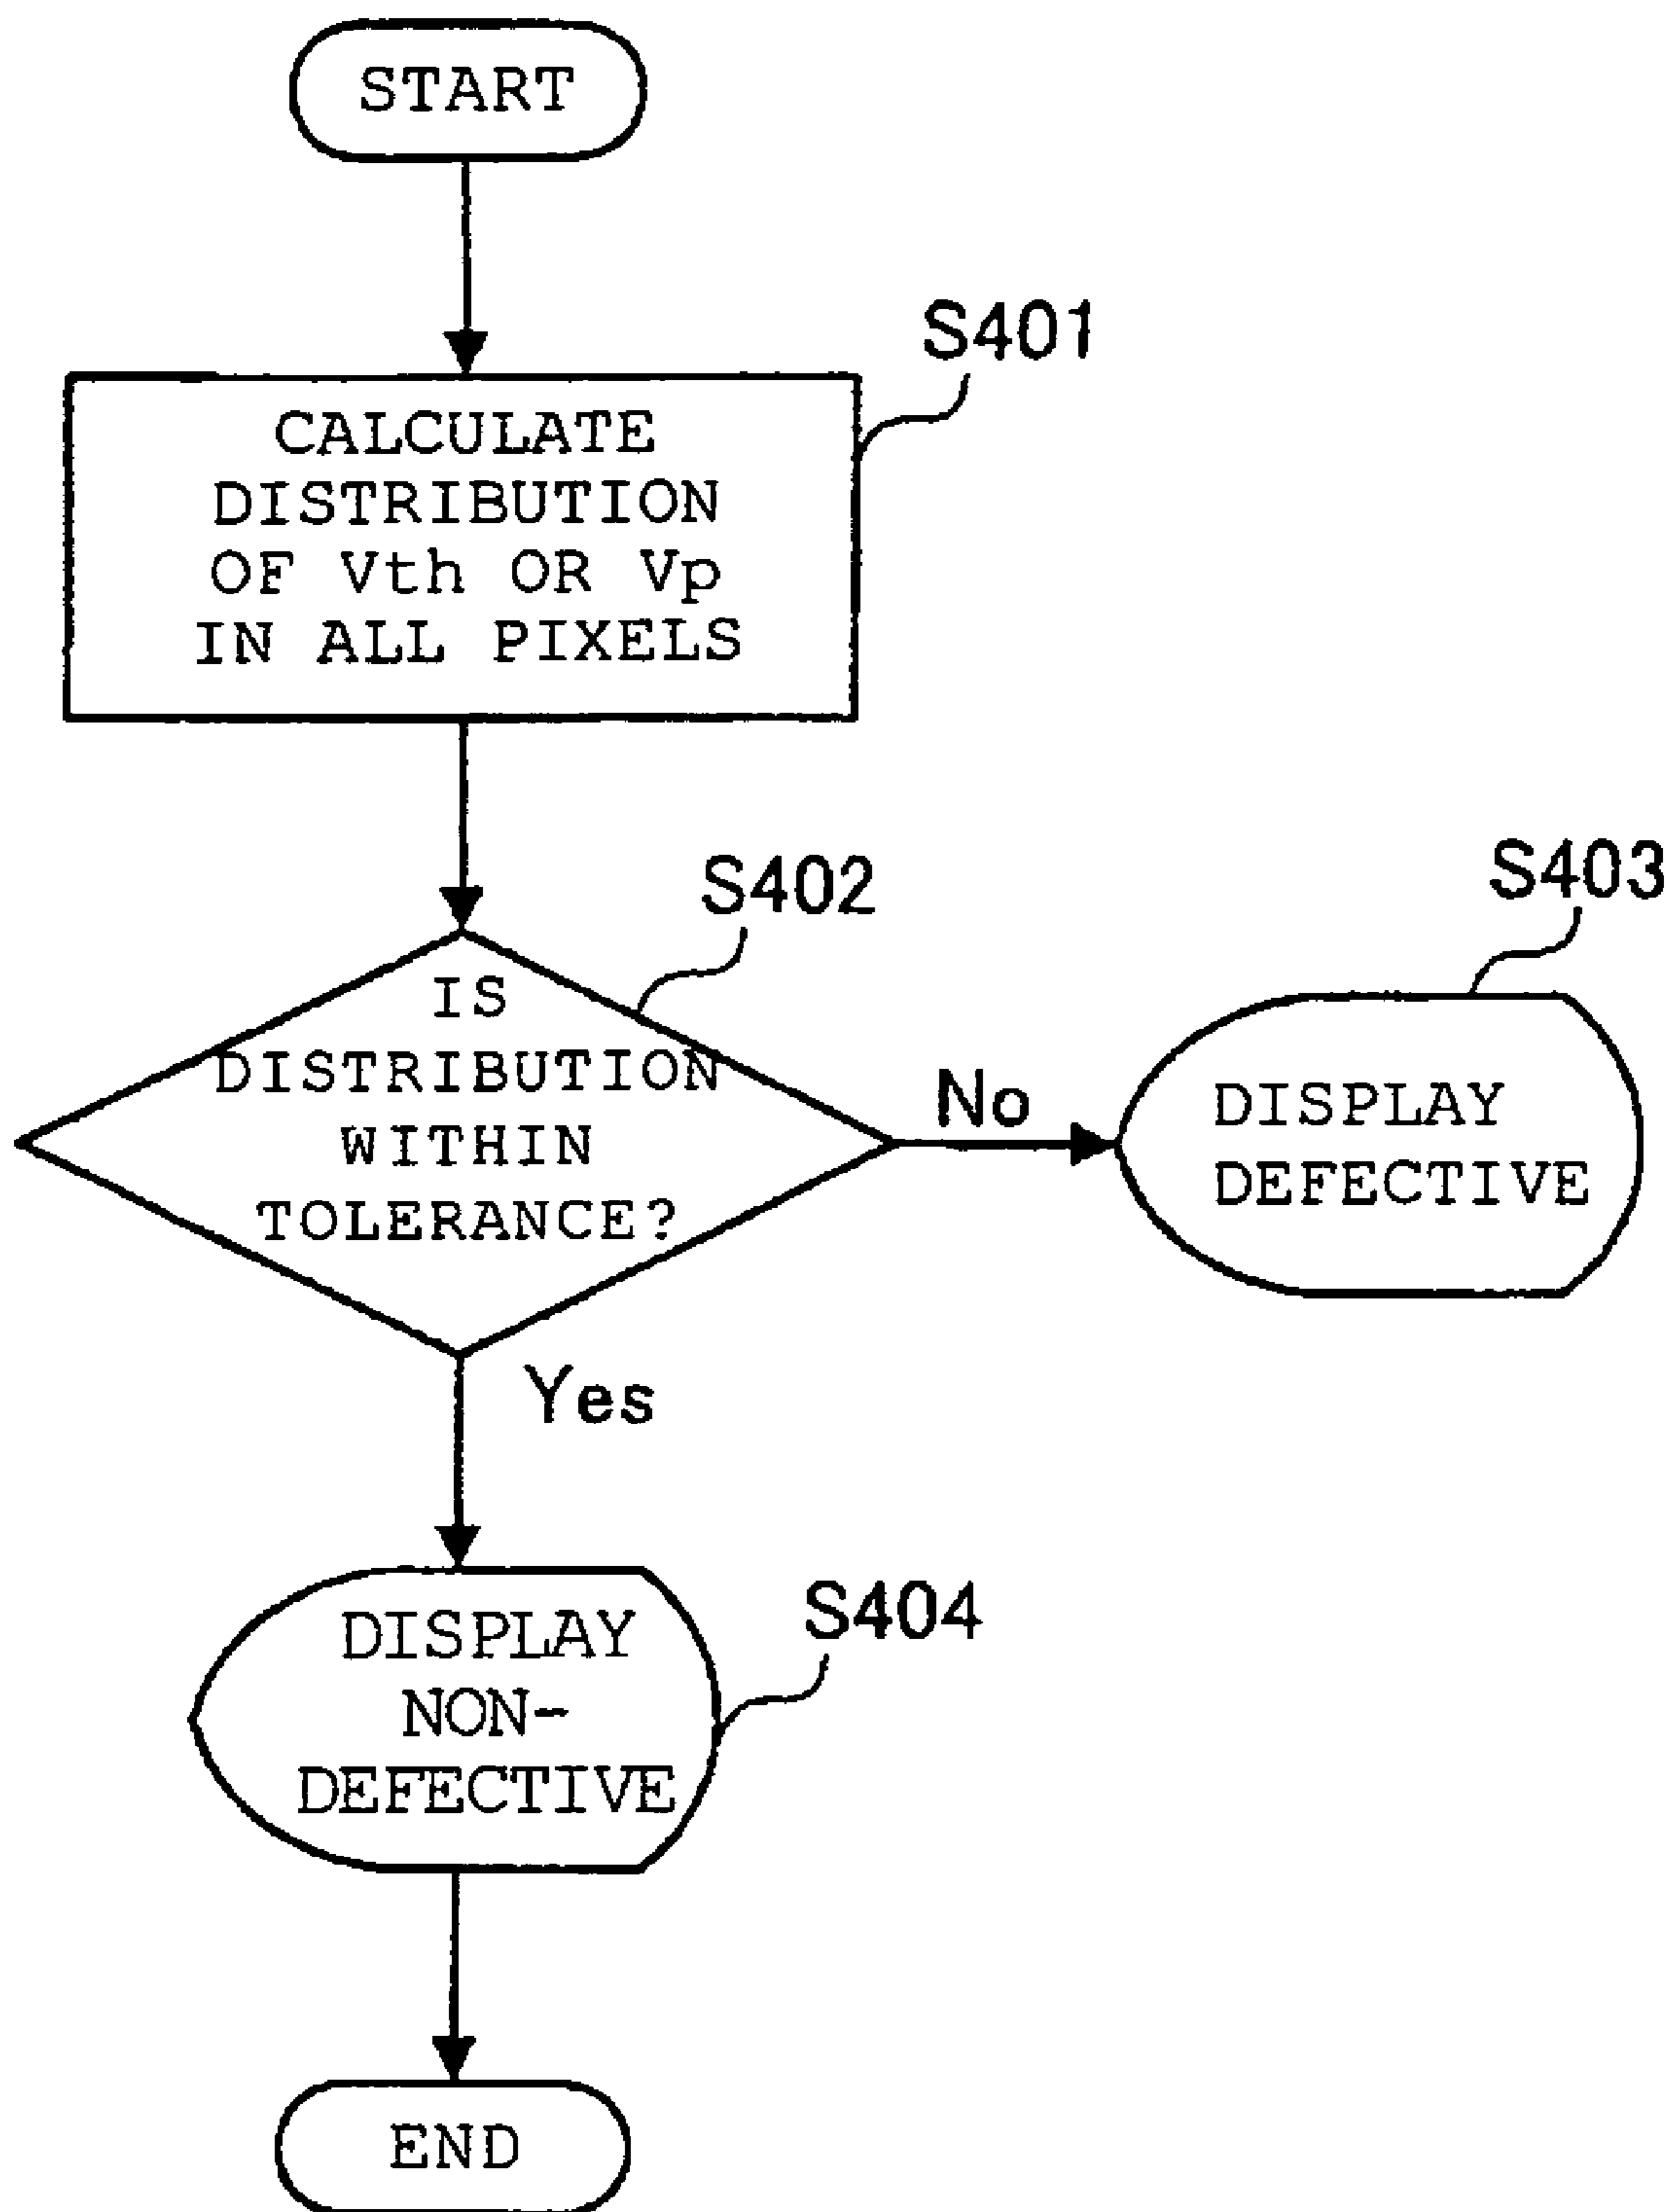 START
S401
CALCULATE
DISTRIBUTION
OF Vth OR Vp
IN ALL PIXELS
S402
IS
DISTRIBUTION
WITHIN
TOLERANCE?
No
S403
DISPLAY
DEFECTIVE
Yes
S404
DISPLAY
NON-
DEFECTIVE
END